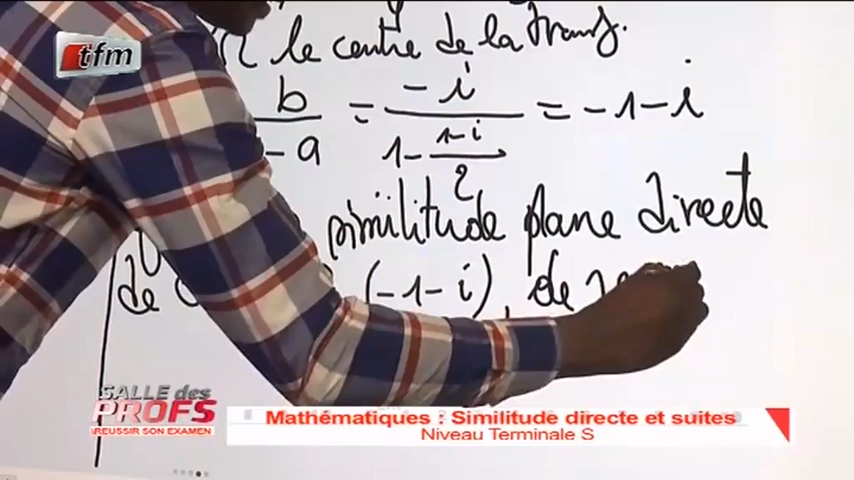 tfm
le centre de la transf.
b / - a = -i / 1 - 1-i / 2 = -1-i
similitude plane directe
de (-1-i), de
SALLE des
PROFS
REUSSIR SON EXAMEN
Mathématiques : Similitude directe et suites
Niveau Terminale S